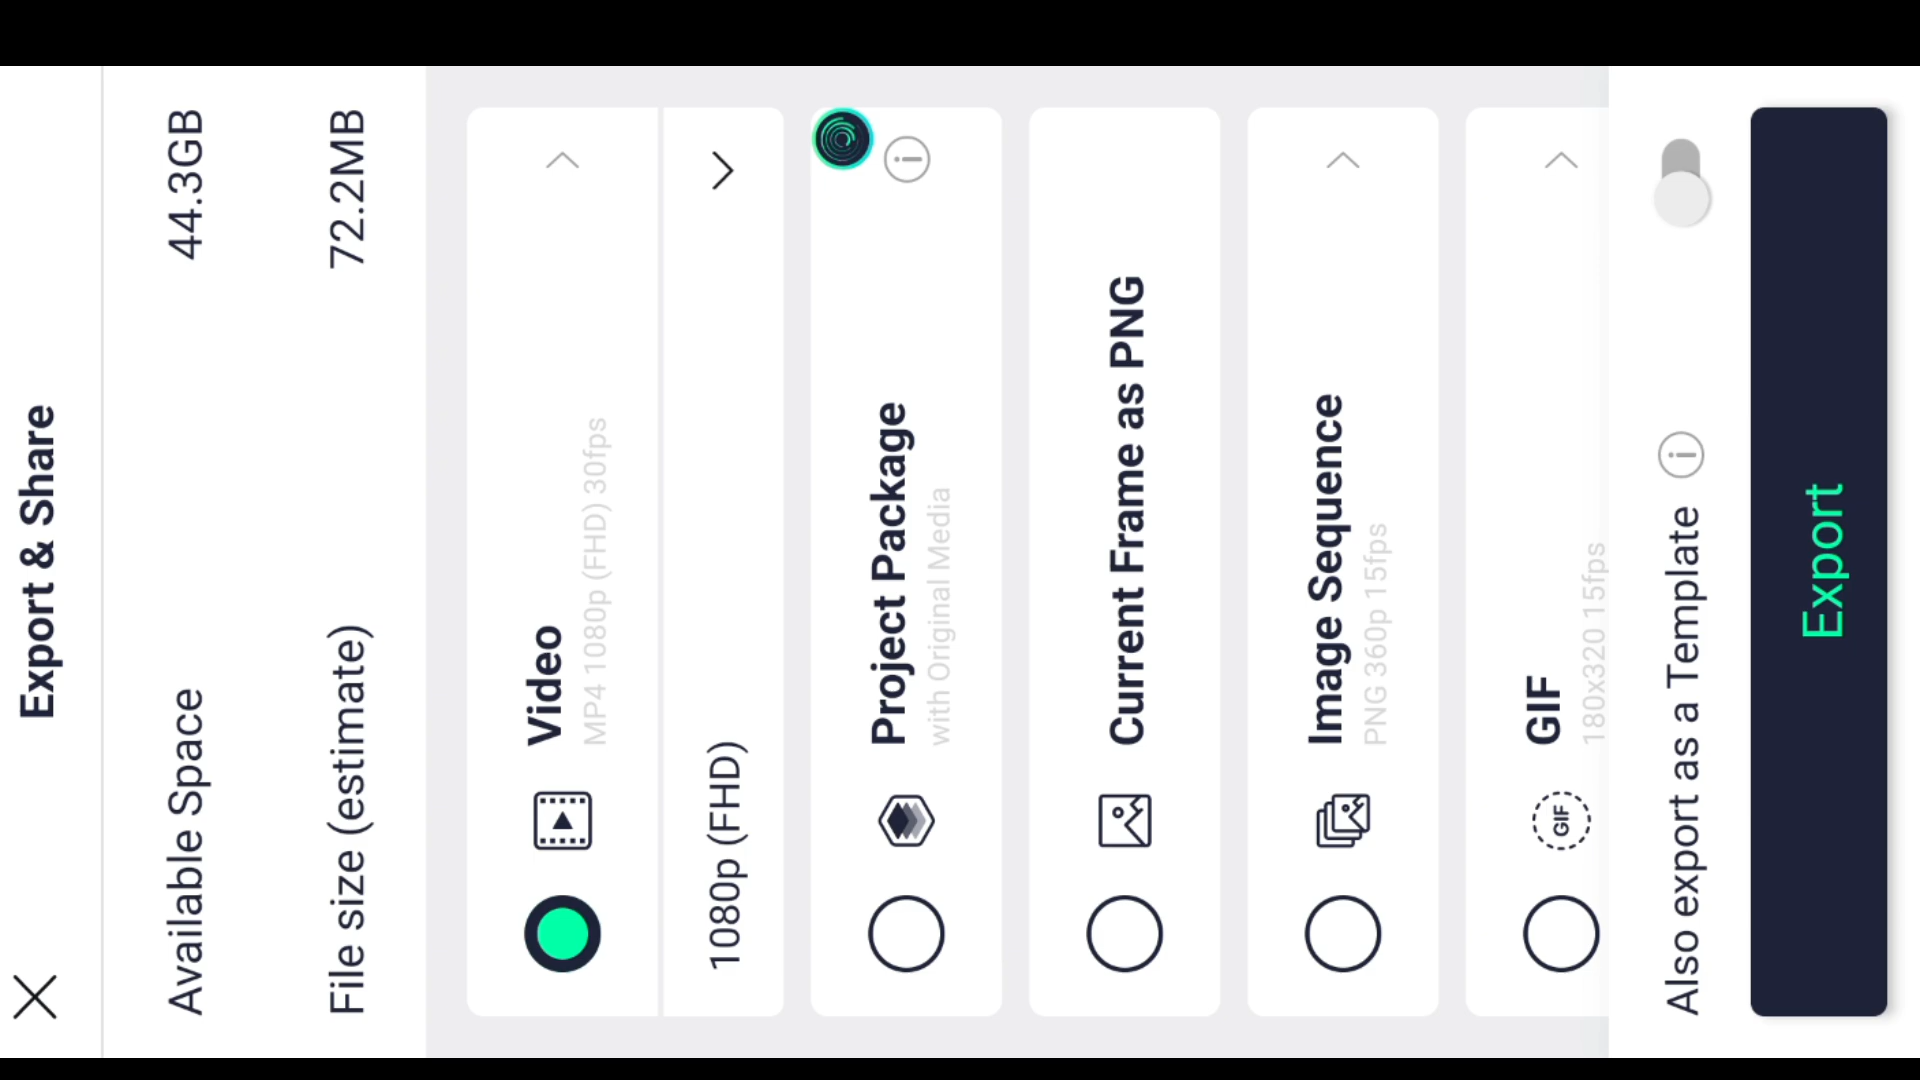 Export & Share
Available Space 44.3GB
File size (estimate) 72.2MB
Video
MP4 1080p (FHD) 30fps
1080p (FHD)
Project Package
with Original Media
Current Frame as PNG
Image Sequence
PNG 360p 15fps
GIF
GIF
180x320 15fps
Also export as a Template
Export